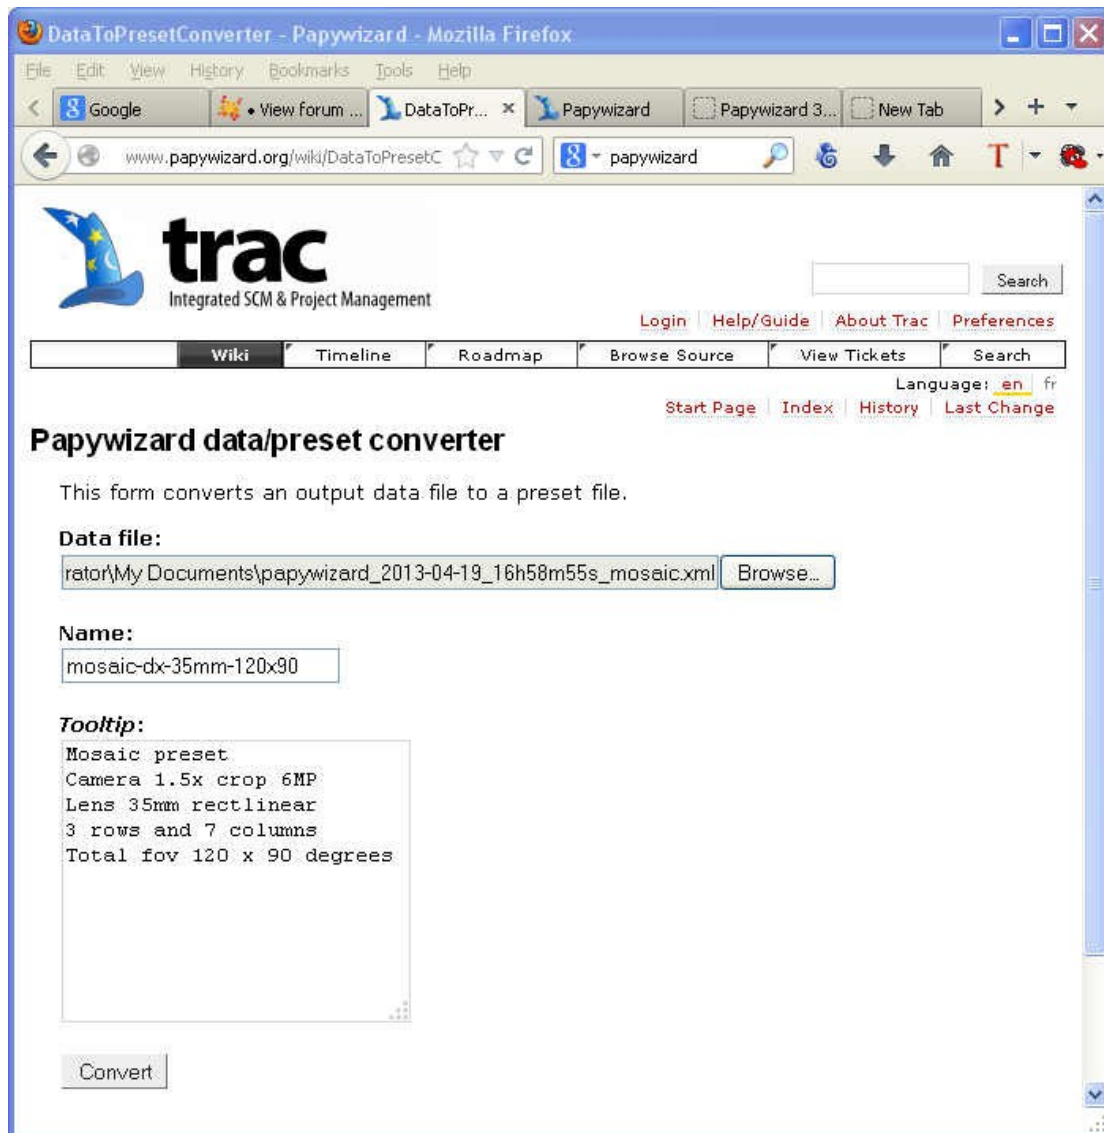 DataToPresetConverter - Papywizard - Mozilla Firefox
File Edit View History Bookmarks Tools Help
Google • View forum ... DataToPr... × Papywizard Papywizard 3... New Tab
www.papywizard.org/wiki/DataToPresetC papywizard
trac
Integrated SCM & Project Management
Search
Login Help/Guide About Trac Preferences
Wiki Timeline Roadmap Browse Source View Tickets Search
Language: en fr
Start Page Index History Last Change
Papywizard data/preset converter
This form converts an output data file to a preset file.
Data file:
rator\My Documents\papywizard_2013-04-19_16h58m55s_mosaic.xml Browse...
Name:
mosaic-dx-35mm-120x90
Tooltip:
Mosaic preset
Camera 1.5x crop 6MP
Lens 35mm rectlinear
3 rows and 7 columns
Total fov 120 x 90 degrees
Convert